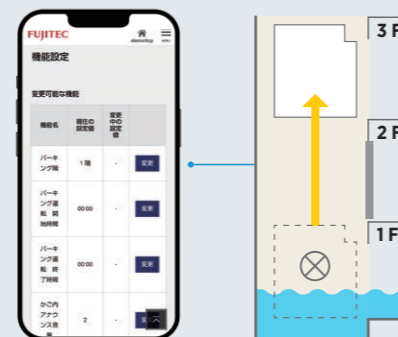 FUJITEC
機能設定
変更可能な機能
機能名
現在の
設定値
変更
中の
設定
値
パーキ
ング階
1 階
-
変更
パーキ
ング運
転 開
始時間
00:00
-
変更
パーキ
ング運
転 終
了時間
00:00
-
変更
かご内
アナウ
ンス音
2
-
3 F
2 F
1 F